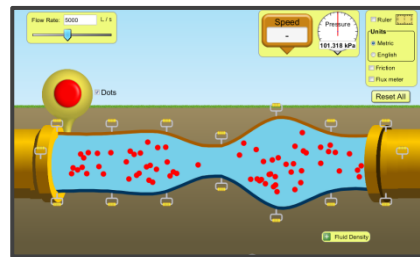 Flow Rate: 5000 L / s
Dots
Speed
-
Pressure
101.318 kPa
Ruler
Units
Metric
English
Friction
Flux meter
Reset All
Fluid Density